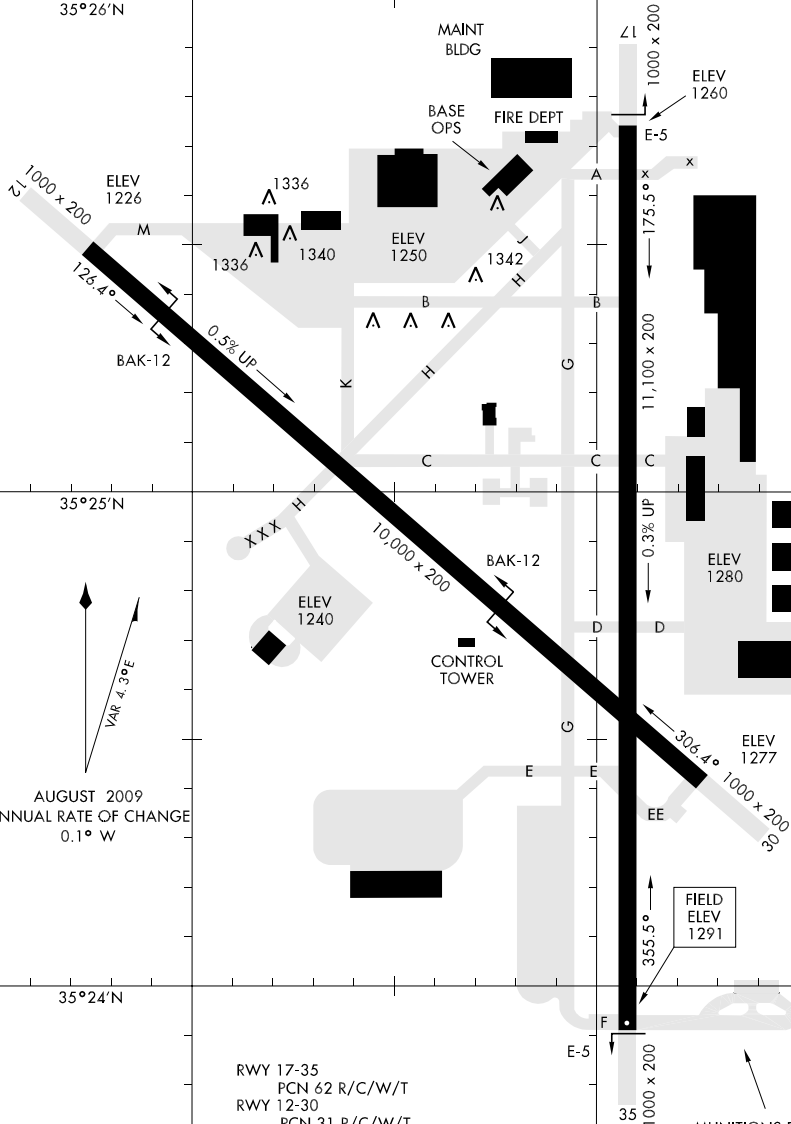 35°26'N
MAINT
BLDG
17
1000 x 200
ELEV
1260
BASE
OPS
FIRE DEPT
E-5
12
1000 x 200
ELEV
1226
1336
A
x
x
175.5°
M
1336
1340
ELEV
1250
J
1342
H
126.4°
B
B
BAK-12
0.5% UP
K
H
G
11,100 x 200
C
C
C
35°25'N
H
X X X
10,000 x 200
0.3% UP
BAK-12
ELEV
1280
ELEV
1240
D
D
CONTROL
TOWER
VAR 4.3°E
G
306.4°
ELEV
1277
E
E
1000 x 200
30
EE
AUGUST 2009
NNUAL RATE OF CHANGE
0.1° W
FIELD
ELEV
1291
355.5°
35°24'N
F
E-5
RWY 17-35
PCN 62 R/C/W/T
RWY 12-30
PCN 31 R/C/W/T
35
1000 x 200